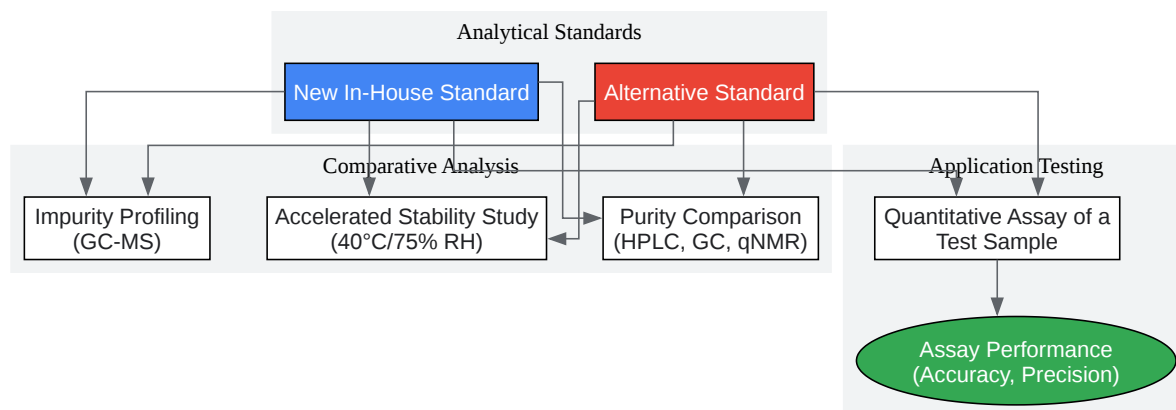 Analytical Standards
New In-House Standard
Alternative Standard
Comparative Analysis
Application Testing
Impurity Profiling
(GC-MS)
Accelerated Stability Study
(40°C/75% RH)
Purity Comparison
(HPLC, GC, qNMR)
Quantitative Assay of a
Test Sample
Assay Performance
(Accuracy, Precision)